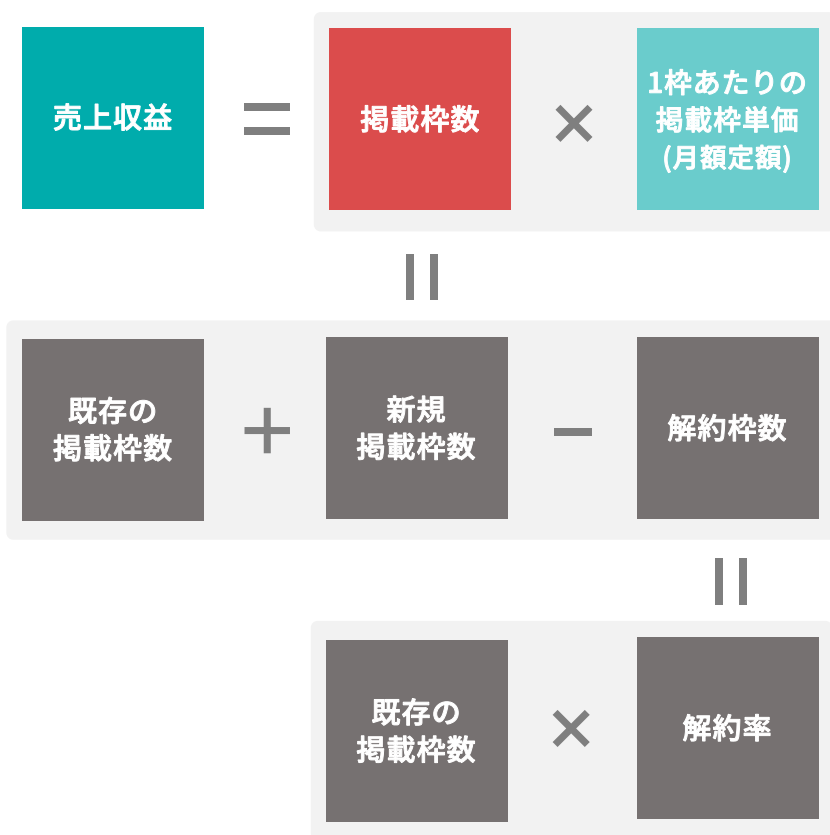 売上収益
=
掲載枠数
×
1枠あたりの
掲載枠単価
(月額定額)
=
既存の
掲載枠数
+
新規
掲載枠数
−
解約枠数
=
既存の
掲載枠数
×
解約率